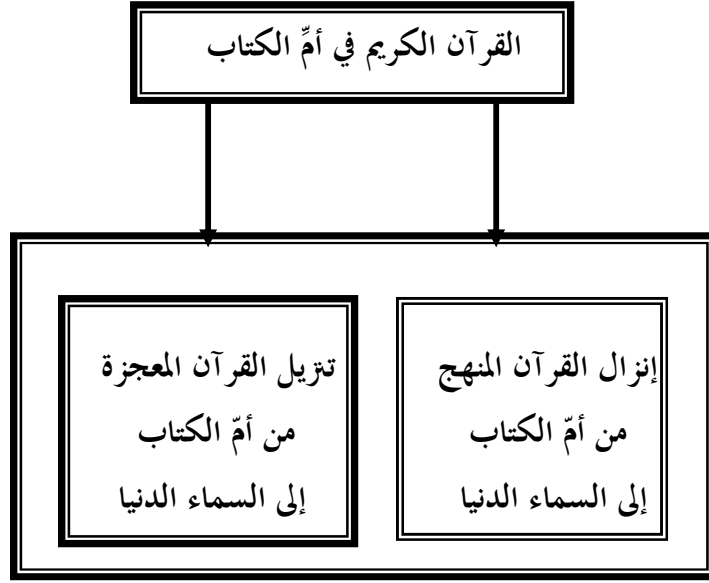 القرآن الكريم في أمِّ الكتاب
إنزال القرآن المنهج
من أمّ الكتاب
إلى السماء الدنيا
تنزيل القرآن المعجزة
من أمّ الكتاب
إلى السماء الدنيا